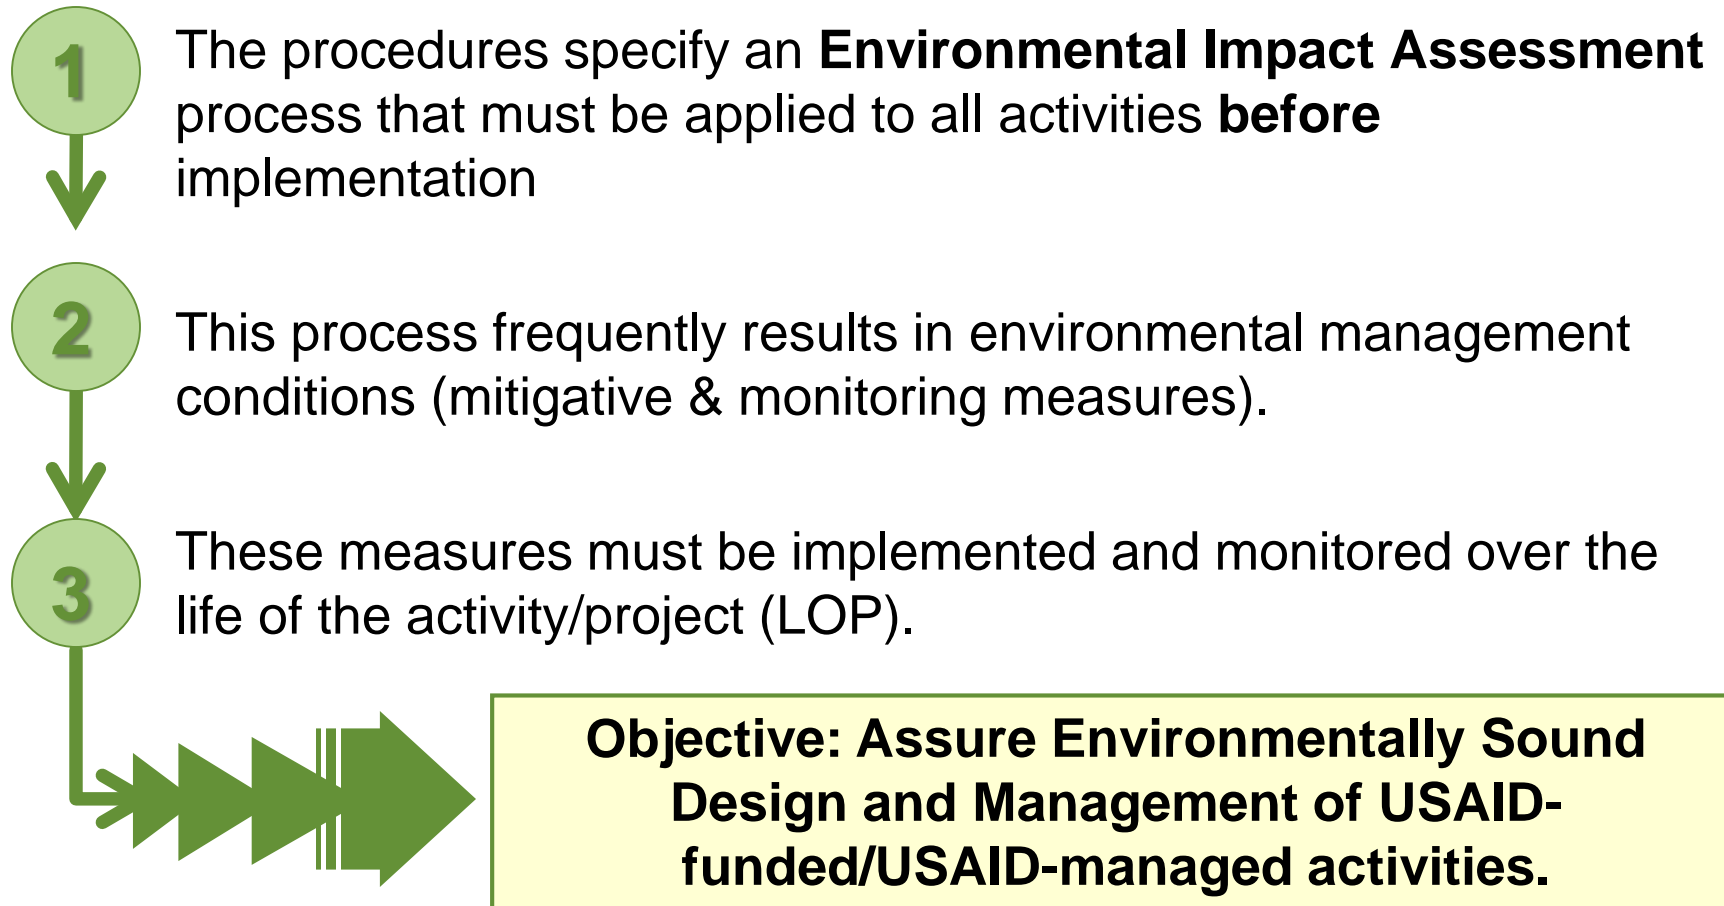 1
The procedures specify an Environmental Impact Assessment
process that must be applied to all activities before
implementation
2
This process frequently results in environmental management
conditions (mitigative & monitoring measures).
3
These measures must be implemented and monitored over the
life of the activity/project (LOP).
Objective: Assure Environmentally Sound
Design and Management of USAID-
funded/USAID-managed activities.